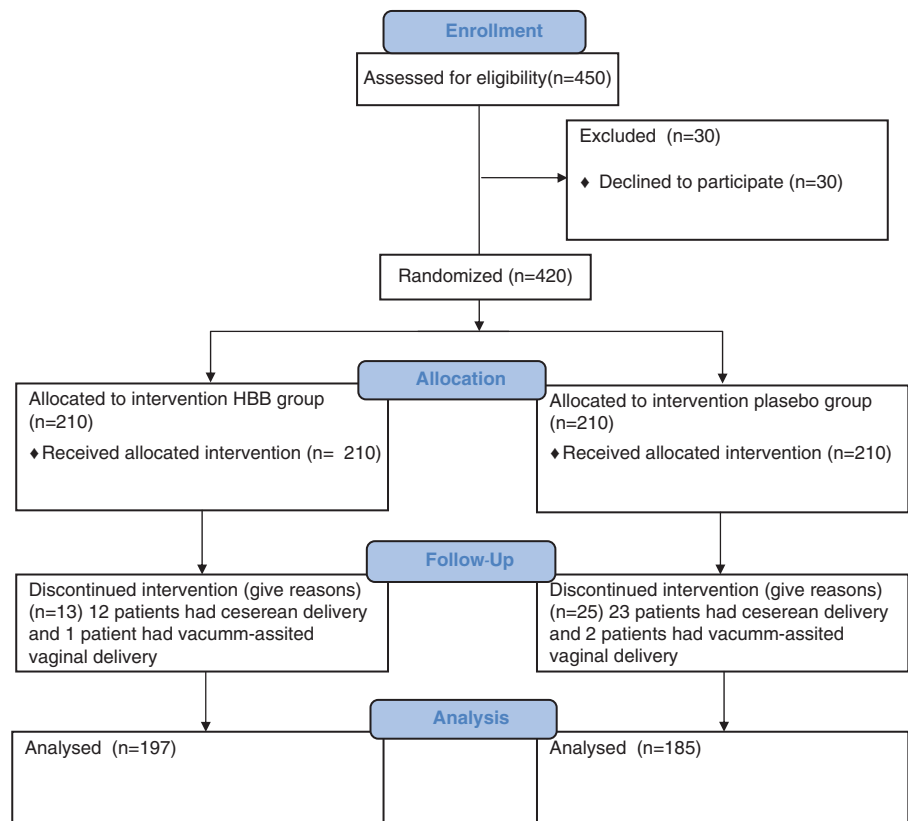 Enrollment
Assessed for eligibility(n=450)
Excluded (n=30)
♦ Declined to participate (n=30)
Randomized (n=420)
Allocation
Allocated to intervention HBB group
(n=210)
♦Received allocated intervention (n= 210)
Allocated to intervention plasebo group
(n=210)
♦Received allocated intervention (n=210)
Follow-Up
Discontinued intervention (give reasons)
(n=13) 12 patients had ceserean delivery
and 1 patient had vacumm-assited
vaginal delivery
Discontinued intervention (give reasons)
(n=25) 23 patients had ceserean delivery
and 2 patients had vacumm-assited
vaginal delivery
Analysis
Analysed (n=197)
Analysed (n=185)